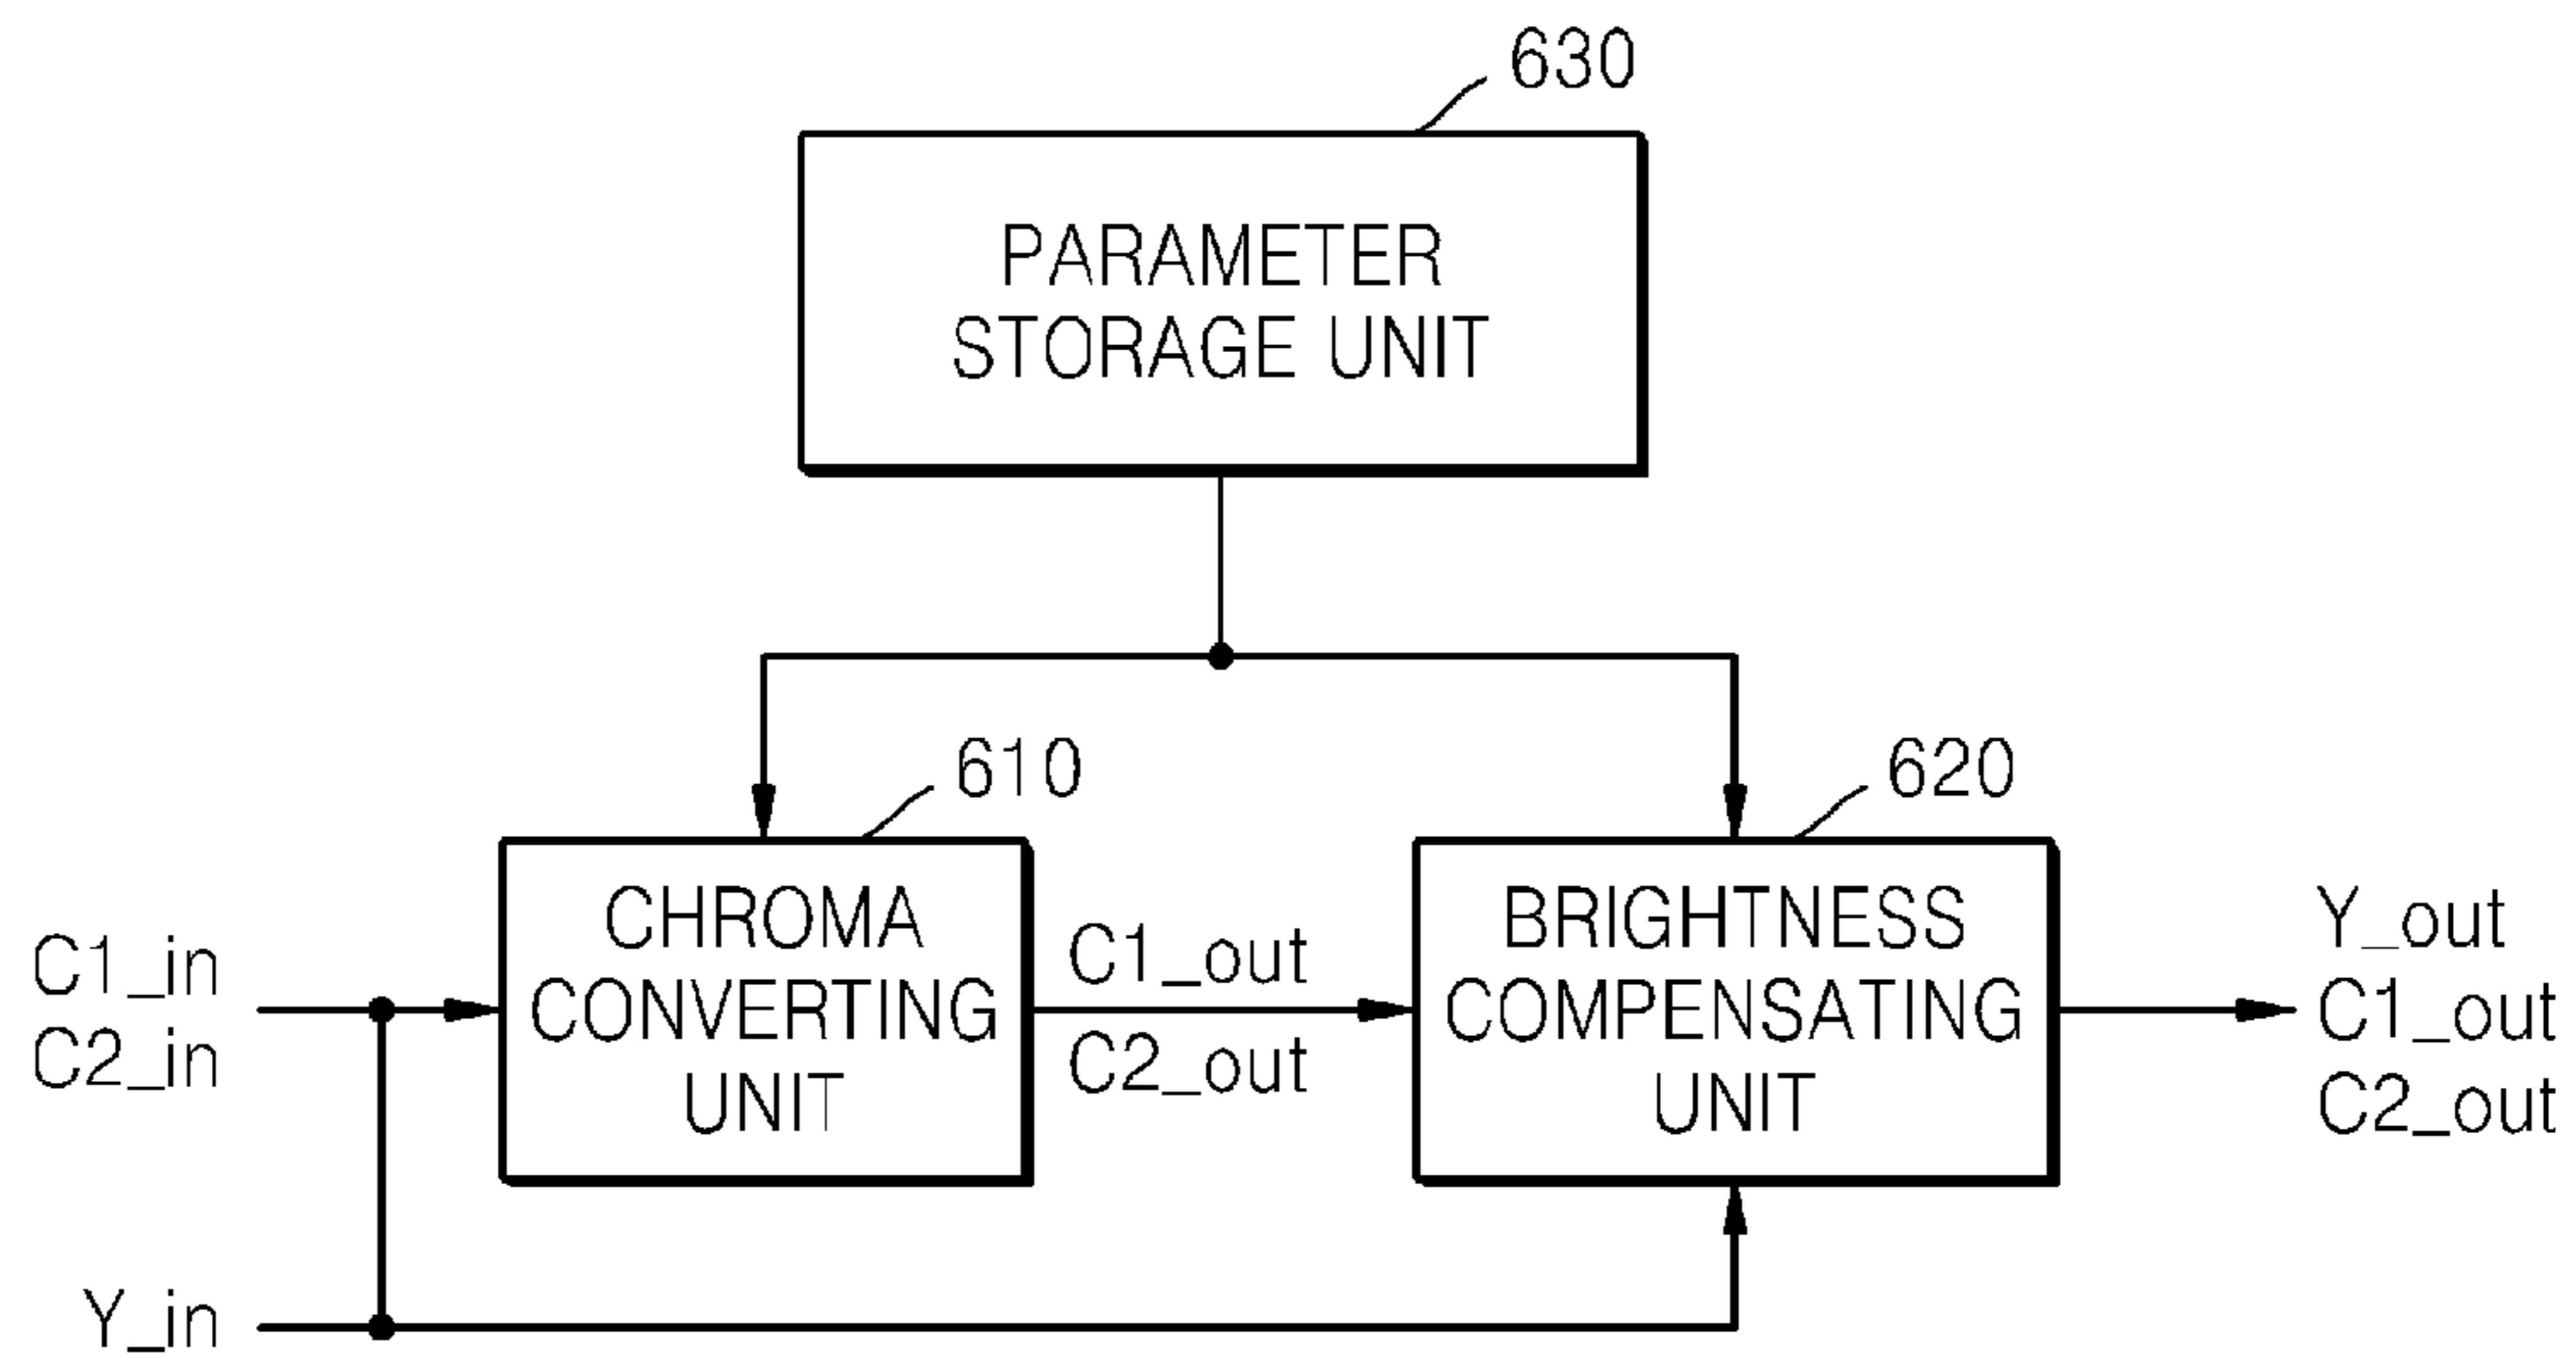 630
PARAMETER
STORAGE UNIT
610
620
C1_in
C2_in
CHROMA
CONVERTING
UNIT
C1_out
C2_out
BRIGHTNESS
COMPENSATING
UNIT
Y_out
C1_out
C2_out
Y_in